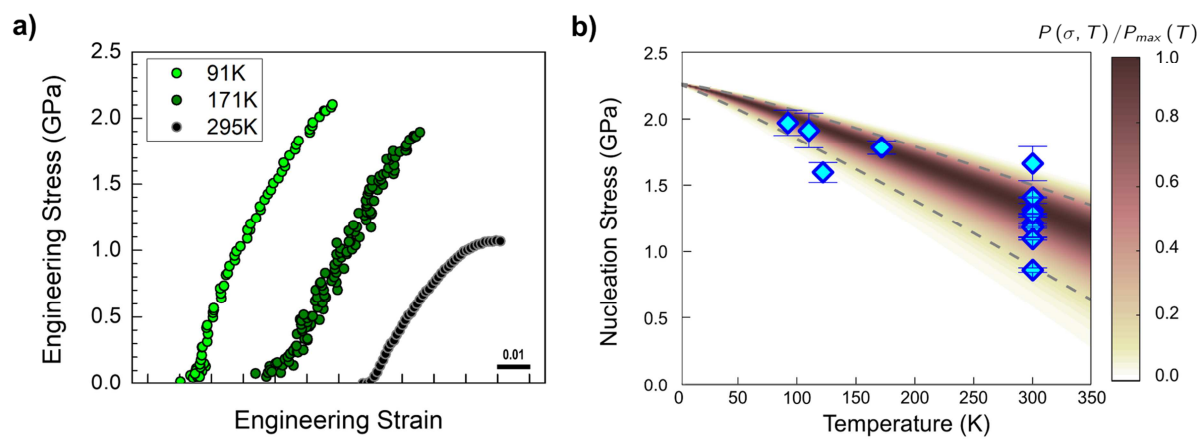 a)
Engineering Stress (GPa)
2.5
2.0
1.5
1.0
0.5
0.0
91K
171K
295K
0.01
Engineering Strain
b)
P (σ, T) / P_max (T)
Nucleation Stress (GPa)
2.5
2.0
1.5
1.0
0.5
0.0
0 50 100 150 200 250 300 350
Temperature (K)
1.0
0.8
0.6
0.4
0.2
0.0